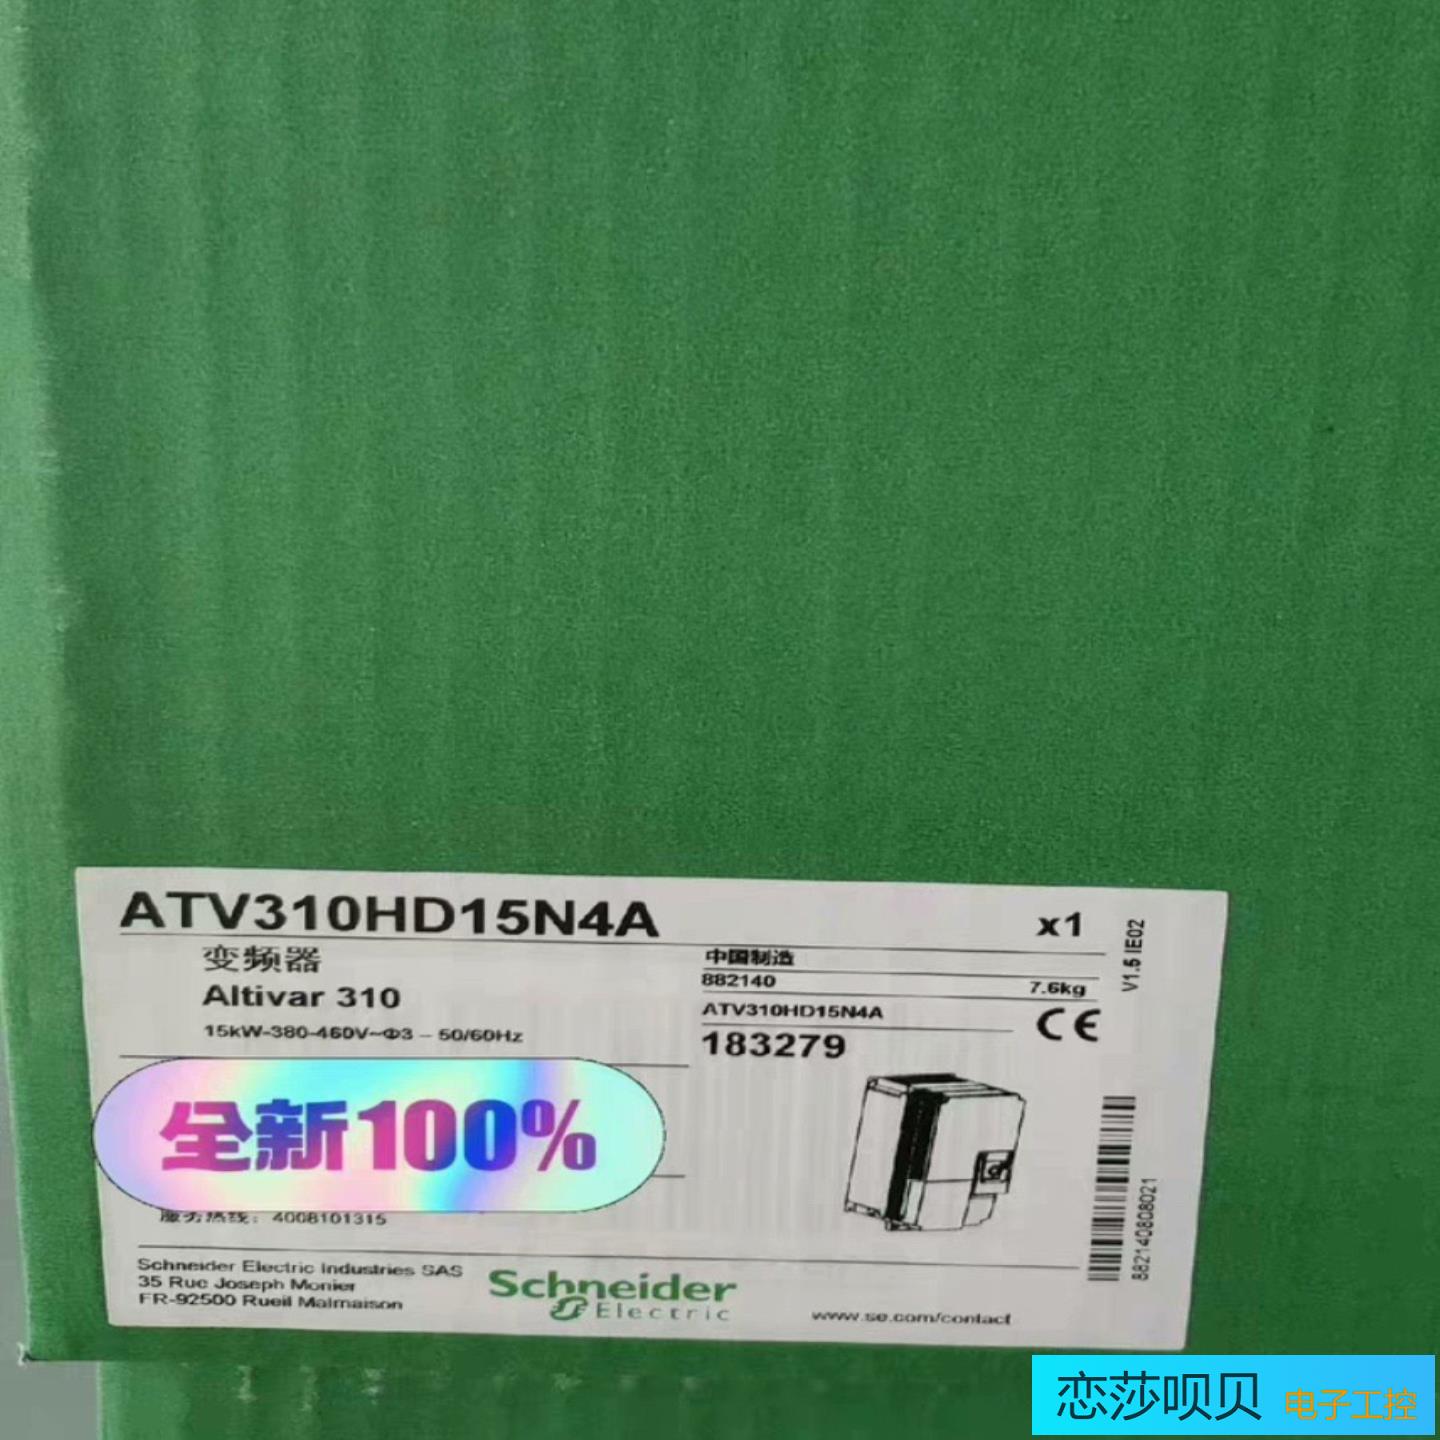 ATV310HD15N4A
x1
变频器
Altivar 310
15kW-380-460V~Φ3 – 50/60Hz
中国制造
882140
7.6kg
ATV310HD15N4A
183279
CE
V1.5 IE02
全新100%
服务热线: 4008101315
88214080802​1
Schneider Electric Industries SAS
35 Rue Joseph Monier
FR-92500 Rueil Malmaison
Schneider
Electric
www.se.com/contact
恋莎呗贝 电子工控